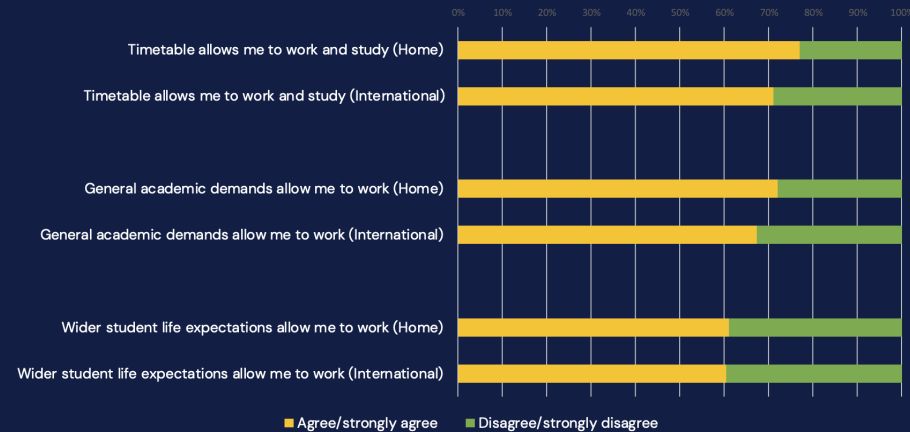 0% 10% 20% 30% 40% 50% 60% 70% 80% 90% 100%
Timetable allows me to work and study (Home)
Timetable allows me to work and study (International)
General academic demands allow me to work (Home)
General academic demands allow me to work (International)
Wider student life expectations allow me to work (Home)
Wider student life expectations allow me to work (International)
Agree/strongly agree Disagree/strongly disagree